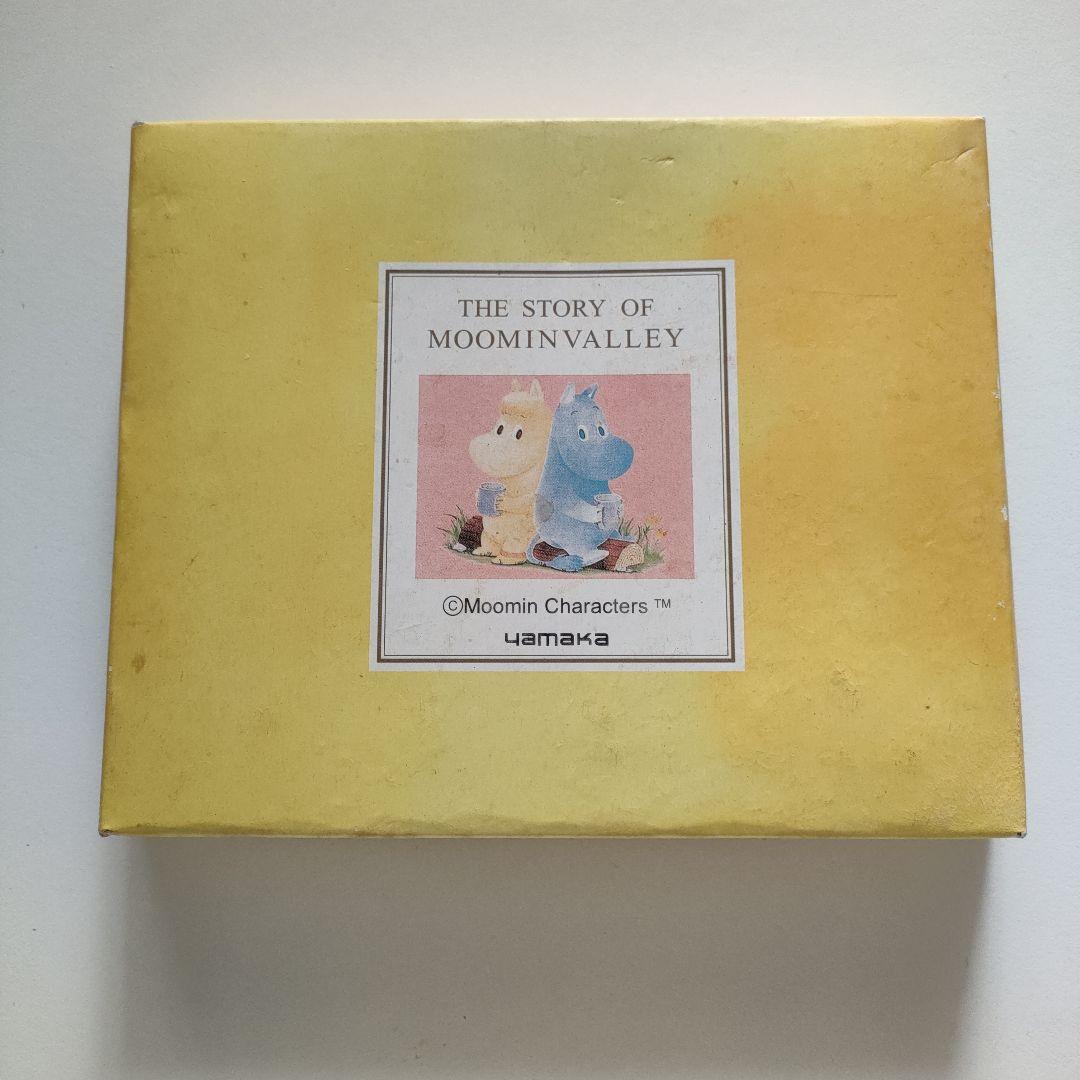 THE STORY OF
MOOMINVALLEY
©Moomin Characters ™
yamaka